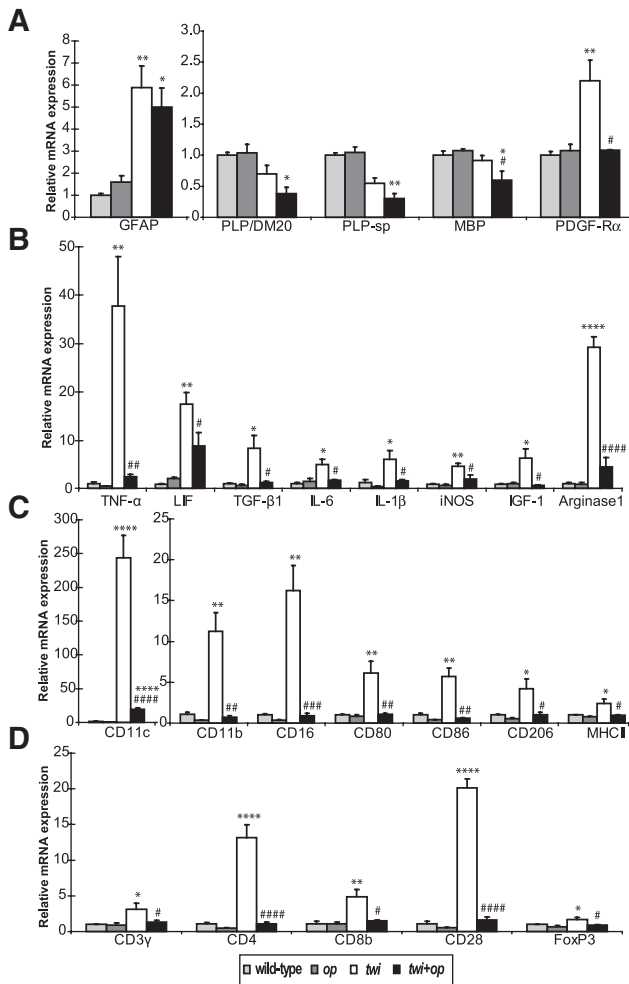 A
Relative mRNA expression
8
7
6
5
4
3
2
1
0
** *
GFAP
3.0
2.5
2.0
1.5
1.0
0.5
0.0
*
PLP/DM20
**
PLP-sp
*
#
MBP
**
#
PDGF-Rα
B
Relative mRNA expression
50
40
30
20
10
0
**
##
TNF-α
**
#
LIF
*
#
TGF-β1
*
#
IL-6
*
#
IL-1β
**
#
iNOS
*
#
IGF-1
****
####
Arginase1
C
Relative mRNA expression
300
250
200
150
100
50
0
****
****
####
CD11c
25
20
15
10
5
0
**
##
CD11b
**
###
CD16
**
##
CD80
**
##
CD86
*
#
CD206
*
#
MHCII
D
Relative mRNA expression
25
20
15
10
5
0
*
#
CD3γ
****
####
CD4
**
#
CD8b
****
####
CD28
*
#
FoxP3
wild-type op twi twi+op